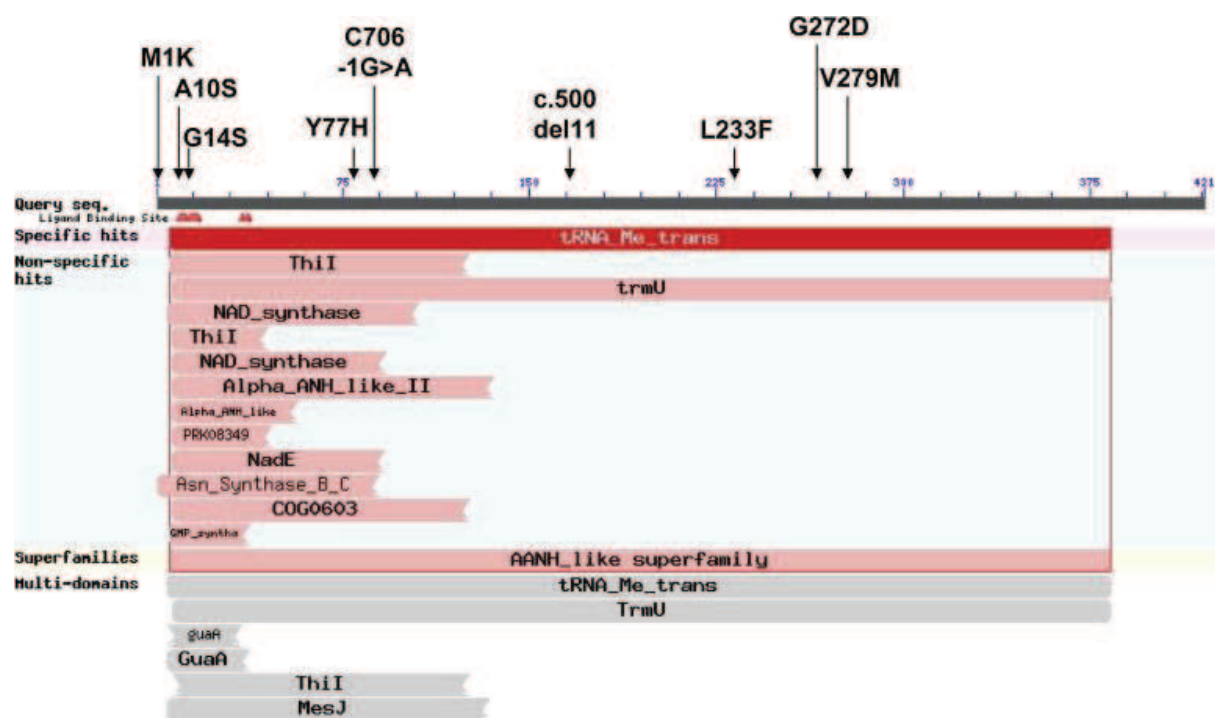 G272D
C706
-1G>A
M1K
V279M
A10S
c.500
del11
Y77H
L233F
G14S
1 75 150 225 300 375 421
Query seq.
Ligand Binding Site
Specific hits tRNA_Me_trans
Non-specific hits
ThiI
trmU
NAD_synthase
ThiI
NAD_synthase
Alpha_ANH_like_II
Alpha_ANH_like
PRK08349
NadE
Asn_Synthase_B_C
COG0603
GMP_syntha
Superfamilies AANH_like superfamily
Multi-domains tRNA_Me_trans
TrmU
guaA
GuaA
ThiI
MesJ